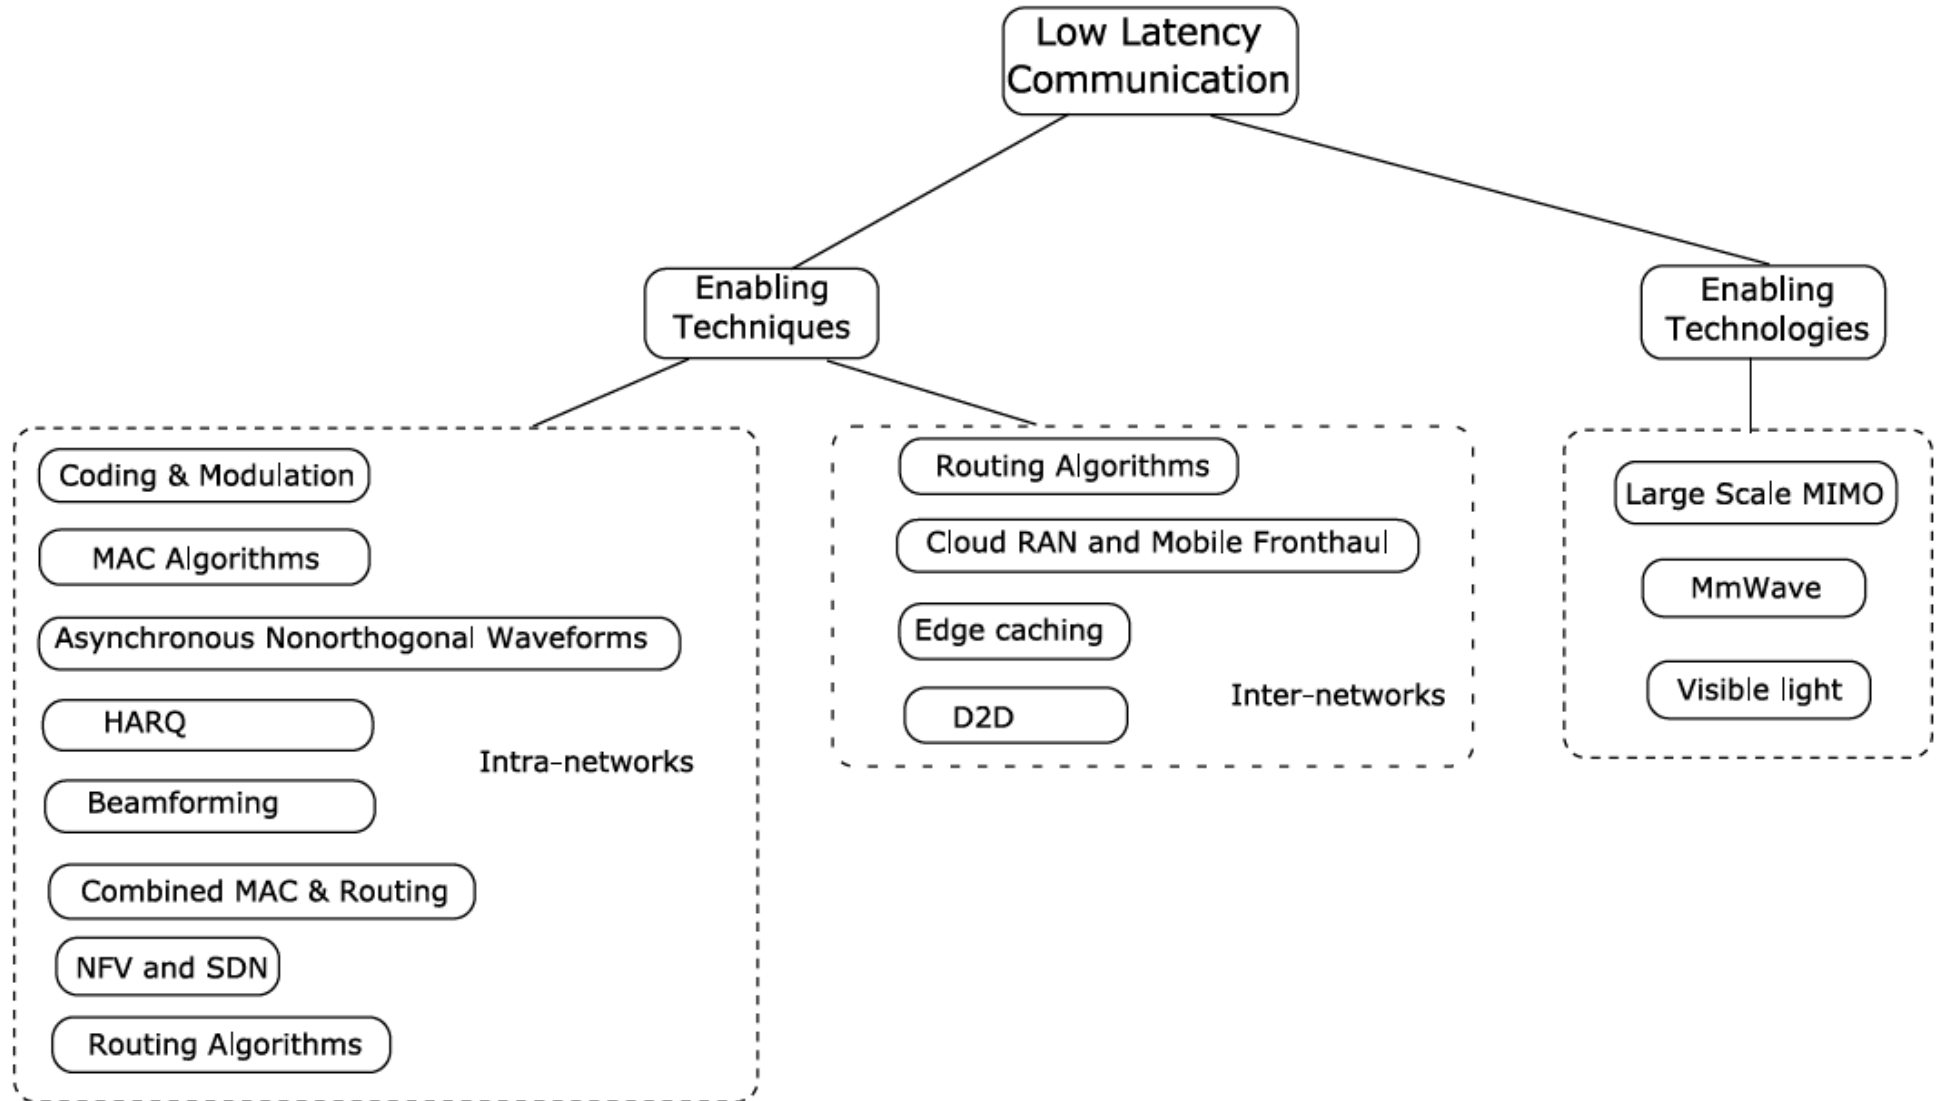 Low Latency
Communication
Enabling
Techniques
Enabling
Technologies
Coding & Modulation
MAC Algorithms
Asynchronous Nonorthogonal Waveforms
HARQ
Intra-networks
Beamforming
Combined MAC & Routing
NFV and SDN
Routing Algorithms
Routing Algorithms
Cloud RAN and Mobile Fronthaul
Edge caching
Inter-networks
D2D
Large Scale MIMO
MmWave
Visible light